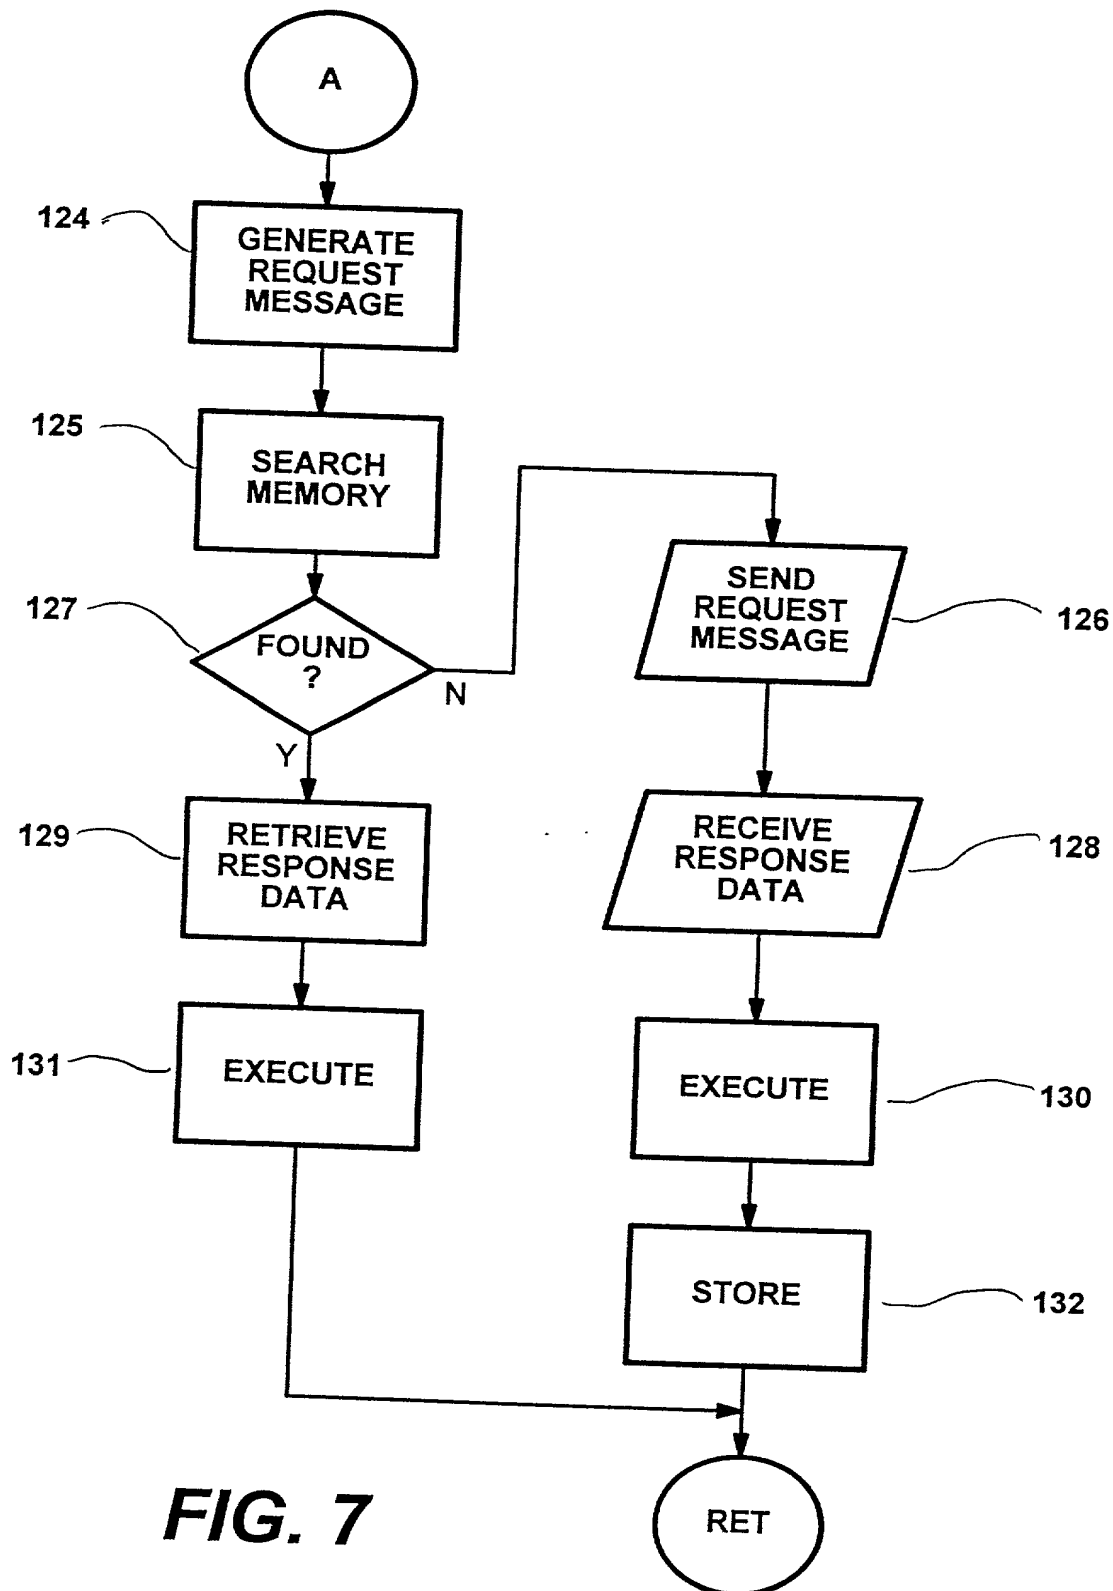 A
124
GENERATE
REQUEST
MESSAGE
125
SEARCH
MEMORY
127
FOUND
?
N
Y
SEND
REQUEST
MESSAGE
126
129
RETRIEVE
RESPONSE
DATA
RECEIVE
RESPONSE
DATA
128
131
EXECUTE
EXECUTE
130
STORE
132
RET
FIG. 7